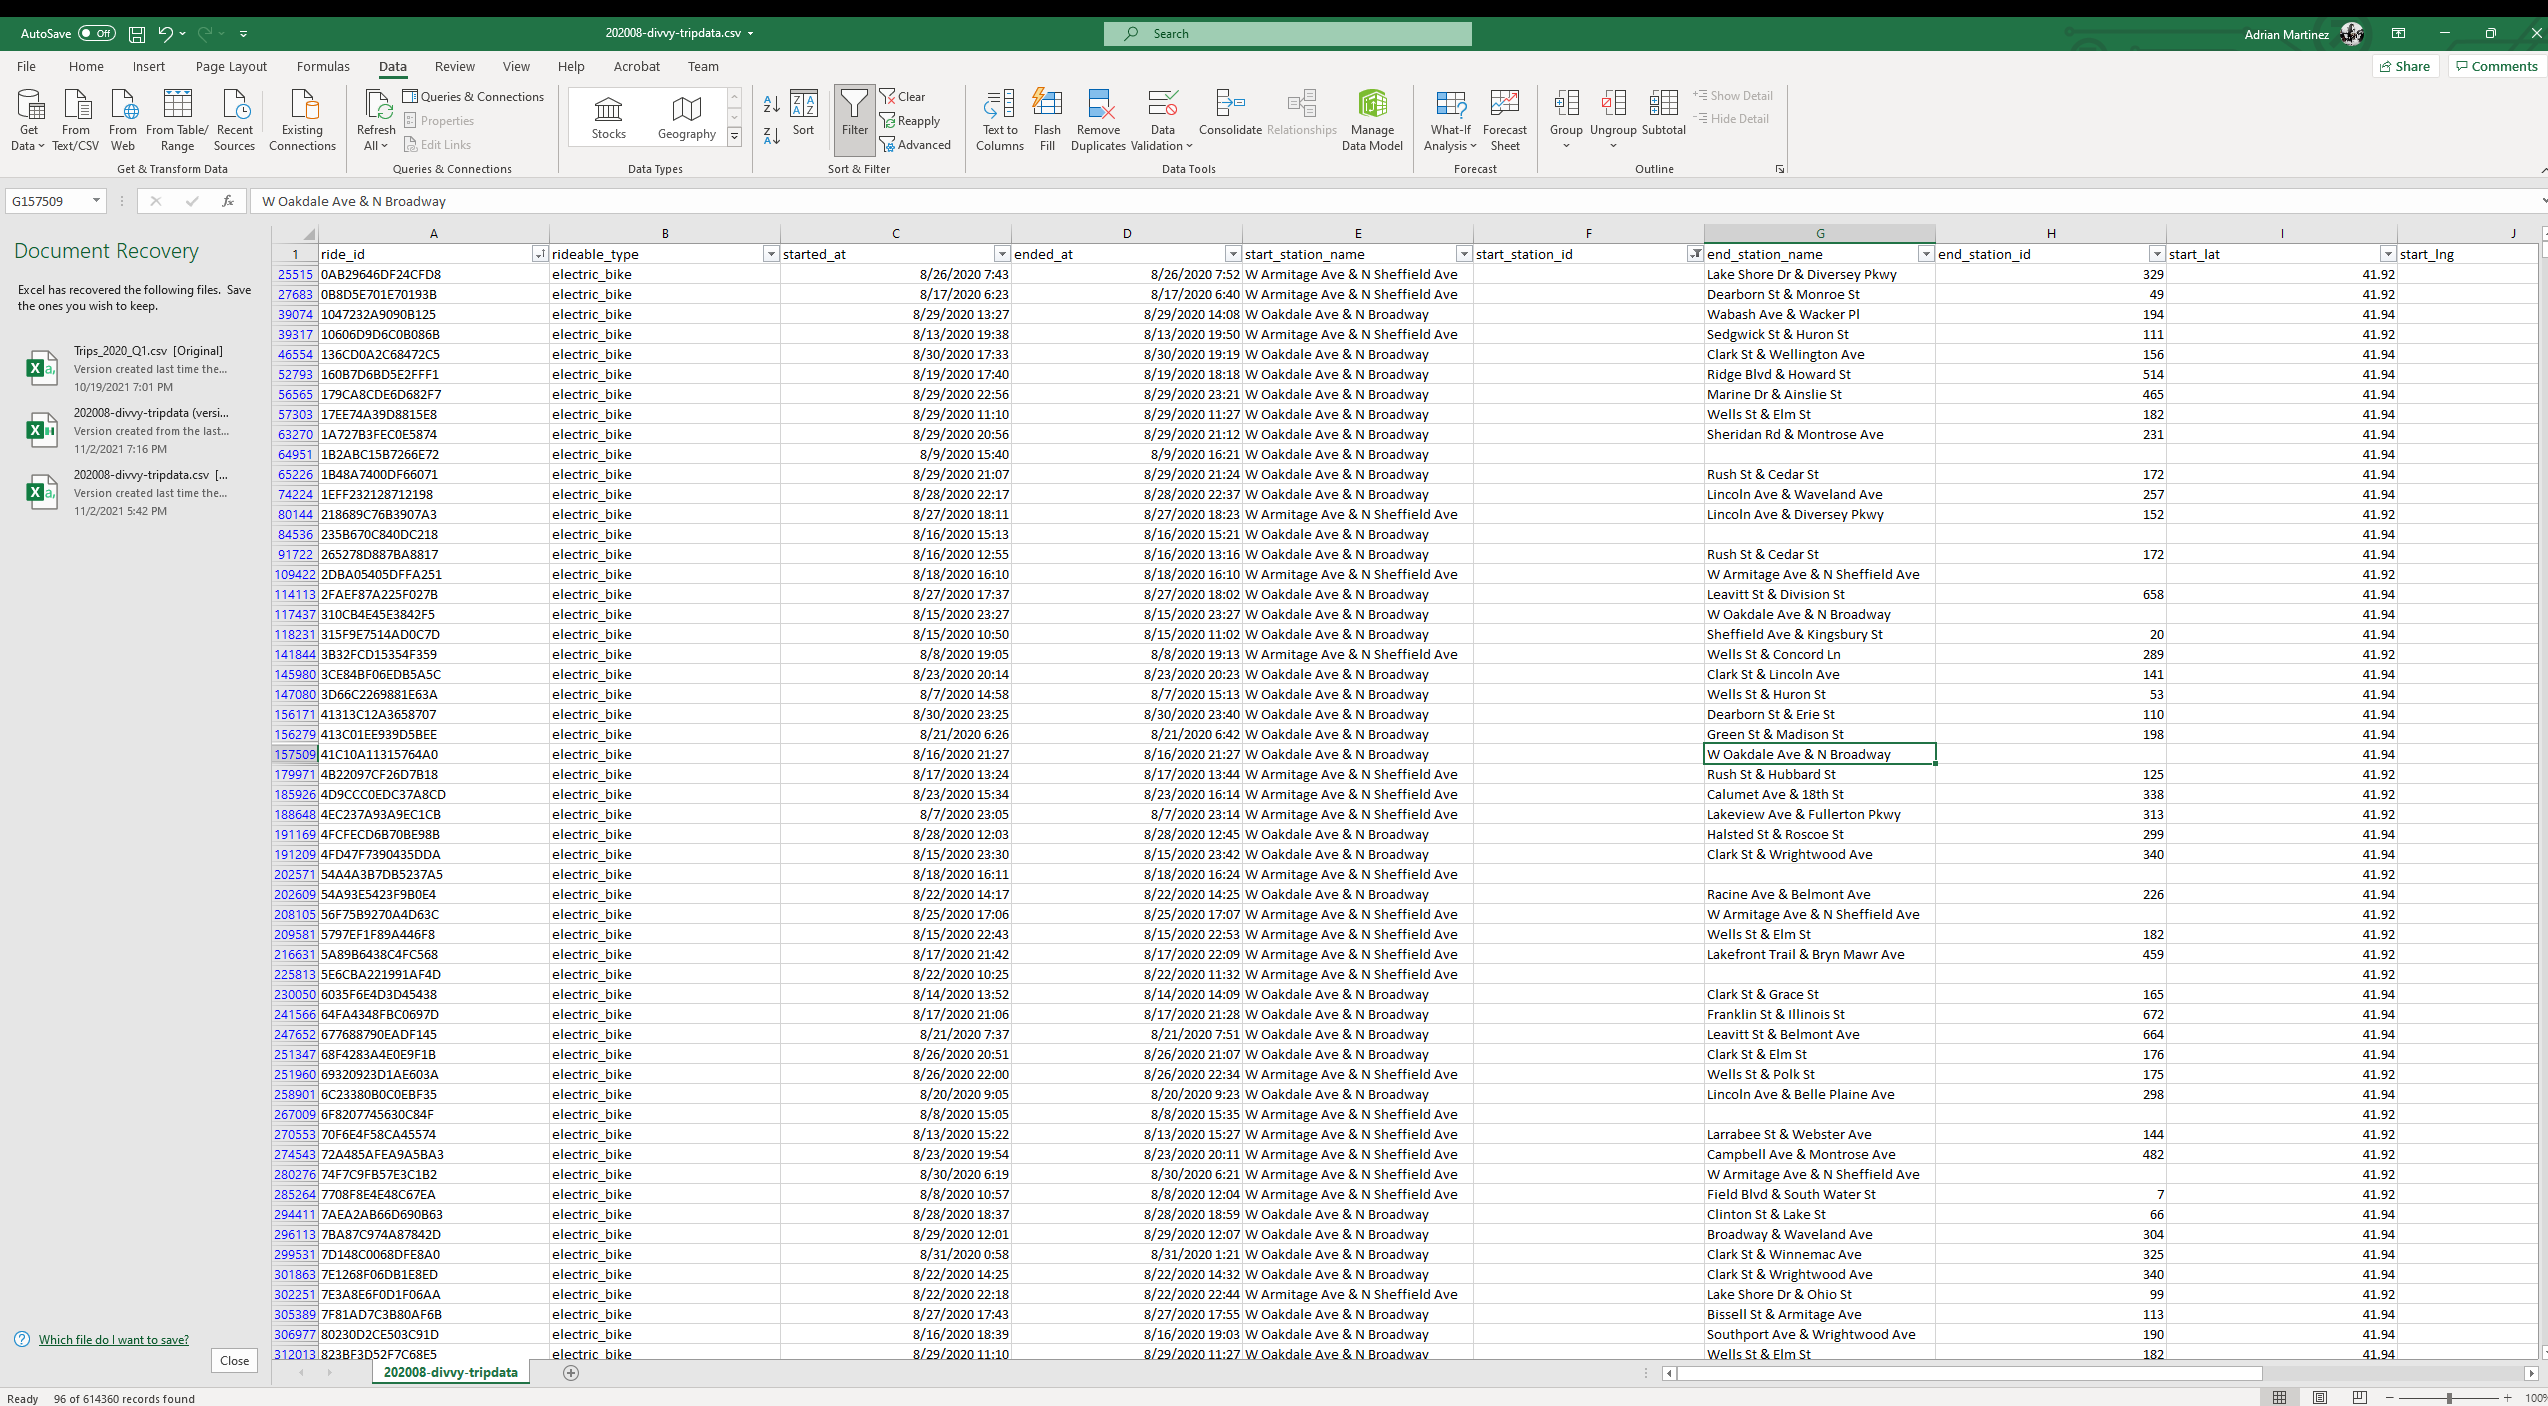 AutoSave Off 202008-divvy-tripdata.csv Search Adrian Martinez
File Home Insert Page Layout Formulas Data Review View Help Acrobat Team Share Comments
Get Data From Text/CSV From Web From Table/ Range Recent Sources Existing Connections
Get & Transform Data
Refresh All Queries & Connections Properties Edit Links
Queries & Connections
Stocks Geography
Data Types
Sort Filter Clear Reapply Advanced
Sort & Filter
Text to Columns Flash Fill Remove Duplicates Data Validation Consolidate Relationships Manage Data Model
Data Tools
What-If Analysis Forecast Sheet
Forecast
Group Ungroup Subtotal Show Detail Hide Detail
Outline
G157509 fx W Oakdale Ave & N Broadway
Document Recovery
Excel has recovered the following files. Save
the ones you wish to keep.
Trips_2020_Q1.csv [Original]
Version created last time the...
10/19/2021 7:01 PM
202008-divvy-tripdata (versi...
Version created from the last...
11/2/2021 7:16 PM
202008-divvy-tripdata.csv [...
Version created last time the...
11/2/2021 5:42 PM
Which file do I want to save?
Close
A B C D E F G H I J
1 ride_id rideable_type started_at ended_at start_station_name start_station_id end_station_name end_station_id start_lat start_lng
25515 0AB29646DF24CFD8 electric_bike 8/26/2020 7:43 8/26/2020 7:52 W Armitage Ave & N Sheffield Ave Lake Shore Dr & Diversey Pkwy 329 41.92
27683 0B8D5E701E70193B electric_bike 8/17/2020 6:23 8/17/2020 6:40 W Armitage Ave & N Sheffield Ave Dearborn St & Monroe St 49 41.92
39074 1047232A9090B125 electric_bike 8/29/2020 13:27 8/29/2020 14:08 W Oakdale Ave & N Broadway Wabash Ave & Wacker Pl 194 41.94
39317 10606D9D6C0B086B electric_bike 8/13/2020 19:38 8/13/2020 19:50 W Armitage Ave & N Sheffield Ave Sedgwick St & Huron St 111 41.92
46554 136CD0A2C68472C5 electric_bike 8/30/2020 17:33 8/30/2020 19:19 W Oakdale Ave & N Broadway Clark St & Wellington Ave 156 41.94
52793 160B7D6BD5E2FFF1 electric_bike 8/19/2020 17:40 8/19/2020 18:18 W Oakdale Ave & N Broadway Ridge Blvd & Howard St 514 41.94
56565 179CA8CDE6D682F7 electric_bike 8/29/2020 22:56 8/29/2020 23:21 W Oakdale Ave & N Broadway Marine Dr & Ainslie St 465 41.94
57303 17EE74A39D8815E8 electric_bike 8/29/2020 11:10 8/29/2020 11:27 W Oakdale Ave & N Broadway Wells St & Elm St 182 41.94
63270 1A727B3FEC0E5874 electric_bike 8/29/2020 20:56 8/29/2020 21:12 W Oakdale Ave & N Broadway Sheridan Rd & Montrose Ave 231 41.94
64951 1B2ABC15B7266E72 electric_bike 8/9/2020 15:40 8/9/2020 16:21 W Oakdale Ave & N Broadway 41.94
65226 1B48A7400DF66071 electric_bike 8/29/2020 21:07 8/29/2020 21:24 W Oakdale Ave & N Broadway Rush St & Cedar St 172 41.94
74224 1EFF232128712198 electric_bike 8/28/2020 22:17 8/28/2020 22:37 W Oakdale Ave & N Broadway Lincoln Ave & Waveland Ave 257 41.94
80144 218689C76B3907A3 electric_bike 8/27/2020 18:11 8/27/2020 18:23 W Armitage Ave & N Sheffield Ave Lincoln Ave & Diversey Pkwy 152 41.92
84536 235B670C840DC218 electric_bike 8/16/2020 15:13 8/16/2020 15:21 W Oakdale Ave & N Broadway 41.94
91722 265278D887BA8817 electric_bike 8/16/2020 12:55 8/16/2020 13:16 W Oakdale Ave & N Broadway Rush St & Cedar St 172 41.94
109422 2DBA05405DFFA251 electric_bike 8/18/2020 16:10 8/18/2020 16:10 W Armitage Ave & N Sheffield Ave W Armitage Ave & N Sheffield Ave 41.92
114113 2FAEF87A225F027B electric_bike 8/27/2020 17:37 8/27/2020 18:02 W Oakdale Ave & N Broadway Leavitt St & Division St 658 41.94
117437 310CB4E45E3842F5 electric_bike 8/15/2020 23:27 8/15/2020 23:27 W Oakdale Ave & N Broadway W Oakdale Ave & N Broadway 41.94
118231 315F9E7514AD0C7D electric_bike 8/15/2020 10:50 8/15/2020 11:02 W Oakdale Ave & N Broadway Sheffield Ave & Kingsbury St 20 41.94
141844 3B32FCD15354F359 electric_bike 8/8/2020 19:05 8/8/2020 19:13 W Armitage Ave & N Sheffield Ave Wells St & Concord Ln 289 41.92
145980 3CE84BF06EDB5A5C electric_bike 8/23/2020 20:14 8/23/2020 20:23 W Oakdale Ave & N Broadway Clark St & Lincoln Ave 141 41.94
147080 3D66C2269881E63A electric_bike 8/7/2020 14:58 8/7/2020 15:13 W Oakdale Ave & N Broadway Wells St & Huron St 53 41.94
156171 41313C12A3658707 electric_bike 8/30/2020 23:25 8/30/2020 23:40 W Oakdale Ave & N Broadway Dearborn St & Erie St 110 41.94
156279 413C01EE939D5BEE electric_bike 8/21/2020 6:26 8/21/2020 6:42 W Oakdale Ave & N Broadway Green St & Madison St 198 41.94
157509 41C10A11315764A0 electric_bike 8/16/2020 21:27 8/16/2020 21:27 W Oakdale Ave & N Broadway W Oakdale Ave & N Broadway 41.94
179971 4B22097CF26D7B18 electric_bike 8/17/2020 13:24 8/17/2020 13:44 W Armitage Ave & N Sheffield Ave Rush St & Hubbard St 125 41.92
185926 4D9CCC0EDC37A8CD electric_bike 8/23/2020 15:34 8/23/2020 16:14 W Armitage Ave & N Sheffield Ave Calumet Ave & 18th St 338 41.92
188648 4EC237A93A9EC1CB electric_bike 8/7/2020 23:05 8/7/2020 23:14 W Armitage Ave & N Sheffield Ave Lakeview Ave & Fullerton Pkwy 313 41.92
191169 4FCFECD6B70BE98B electric_bike 8/28/2020 12:03 8/28/2020 12:45 W Oakdale Ave & N Broadway Halsted St & Roscoe St 299 41.94
191209 4FD47F7390435DDA electric_bike 8/15/2020 23:30 8/15/2020 23:42 W Oakdale Ave & N Broadway Clark St & Wrightwood Ave 340 41.94
202571 54A4A3B7DB5237A5 electric_bike 8/18/2020 16:11 8/18/2020 16:24 W Armitage Ave & N Sheffield Ave 41.92
202609 54A93E5423F9B0E4 electric_bike 8/22/2020 14:17 8/22/2020 14:25 W Oakdale Ave & N Broadway Racine Ave & Belmont Ave 226 41.94
208105 56F75B9270A4D63C electric_bike 8/25/2020 17:06 8/25/2020 17:07 W Armitage Ave & N Sheffield Ave W Armitage Ave & N Sheffield Ave 41.92
209581 5797EF1F89A446F8 electric_bike 8/15/2020 22:43 8/15/2020 22:53 W Armitage Ave & N Sheffield Ave Wells St & Elm St 182 41.92
216631 5A89B6438C4FC568 electric_bike 8/17/2020 21:42 8/17/2020 22:09 W Armitage Ave & N Sheffield Ave Lakefront Trail & Bryn Mawr Ave 459 41.92
225813 5E6CBA221991AF4D electric_bike 8/22/2020 10:25 8/22/2020 11:32 W Armitage Ave & N Sheffield Ave 41.92
230050 6035F6E4D3D45438 electric_bike 8/14/2020 13:52 8/14/2020 14:09 W Oakdale Ave & N Broadway Clark St & Grace St 165 41.94
241566 64FA4348FBC0697D electric_bike 8/17/2020 21:06 8/17/2020 21:28 W Oakdale Ave & N Broadway Franklin St & Illinois St 672 41.94
247652 677688790EADF145 electric_bike 8/21/2020 7:37 8/21/2020 7:51 W Oakdale Ave & N Broadway Leavitt St & Belmont Ave 664 41.94
251347 68F4283A4E0E9F1B electric_bike 8/26/2020 20:51 8/26/2020 21:07 W Oakdale Ave & N Broadway Clark St & Elm St 176 41.94
251960 69320923D1AE603A electric_bike 8/26/2020 22:00 8/26/2020 22:34 W Armitage Ave & N Sheffield Ave Wells St & Polk St 175 41.92
258901 6C23380B0C0EBF35 electric_bike 8/20/2020 9:05 8/20/2020 9:23 W Oakdale Ave & N Broadway Lincoln Ave & Belle Plaine Ave 298 41.94
267009 6F8207745630C84F electric_bike 8/8/2020 15:05 8/8/2020 15:35 W Armitage Ave & N Sheffield Ave 41.92
270553 70F6E4F58CA45574 electric_bike 8/13/2020 15:22 8/13/2020 15:27 W Armitage Ave & N Sheffield Ave Larrabee St & Webster Ave 144 41.92
274543 72A485AFEA9A5BA3 electric_bike 8/23/2020 19:54 8/23/2020 20:11 W Armitage Ave & N Sheffield Ave Campbell Ave & Montrose Ave 482 41.92
280276 74F7C9FB57E3C1B2 electric_bike 8/30/2020 6:19 8/30/2020 6:21 W Armitage Ave & N Sheffield Ave W Armitage Ave & N Sheffield Ave 41.92
285264 7708F8E4E48C67EA electric_bike 8/8/2020 10:57 8/8/2020 12:04 W Armitage Ave & N Sheffield Ave Field Blvd & South Water St 7 41.92
294411 7AEA2AB66D690B63 electric_bike 8/28/2020 18:37 8/28/2020 18:59 W Oakdale Ave & N Broadway Clinton St & Lake St 66 41.94
296113 7BA87C974A87842D electric_bike 8/29/2020 12:01 8/29/2020 12:07 W Oakdale Ave & N Broadway Broadway & Waveland Ave 304 41.94
299531 7D148C0068DFE8A0 electric_bike 8/31/2020 0:58 8/31/2020 1:21 W Oakdale Ave & N Broadway Clark St & Winnemac Ave 325 41.94
301863 7E1268F06DB1E8ED electric_bike 8/22/2020 14:25 8/22/2020 14:32 W Oakdale Ave & N Broadway Clark St & Wrightwood Ave 340 41.94
302251 7E3A8E6F0D1F06AA electric_bike 8/22/2020 22:18 8/22/2020 22:44 W Armitage Ave & N Sheffield Ave Lake Shore Dr & Ohio St 99 41.92
305389 7F81AD7C3B80AF6B electric_bike 8/27/2020 17:43 8/27/2020 17:55 W Oakdale Ave & N Broadway Bissell St & Armitage Ave 113 41.94
306977 80230D2CE503C91D electric_bike 8/16/2020 18:39 8/16/2020 19:03 W Oakdale Ave & N Broadway Southport Ave & Wrightwood Ave 190 41.94
312013 823BF3D52F7C68E5 electric_bike 8/29/2020 11:10 8/29/2020 11:27 W Oakdale Ave & N Broadway Wells St & Elm St 182 41.94
202008-divvy-tripdata
Ready 96 of 614360 records found 100%